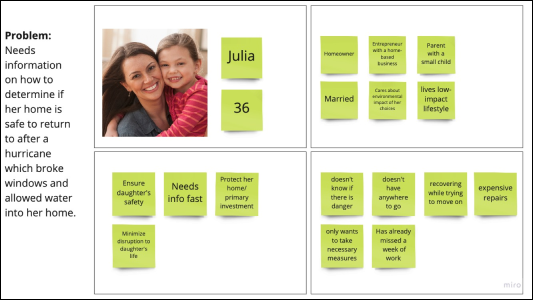 Problem:
Needs
information
on how to
determine if
her home is
safe to return
to after a
hurricane
which broke
windows and
allowed water
into her home.
Julia
36
Homeowner
Entrepreneur
with a home-
based
business
Parent
with a
small child
Married
Cares about
environmental
impact of her
choices
lives low-
impact
lifestyle
Ensure
daughter's
safety
Needs
info fast
Protect her
home/
primary
investment
Minimize
disruption to
daughter's
life
doesn't
know if
there is
danger
doesn't
have
anywhere
to go
recovering
while trying
to move on
expensive
repairs
only wants
to take
necessary
measures
Has already
missed a
week of
work
miro